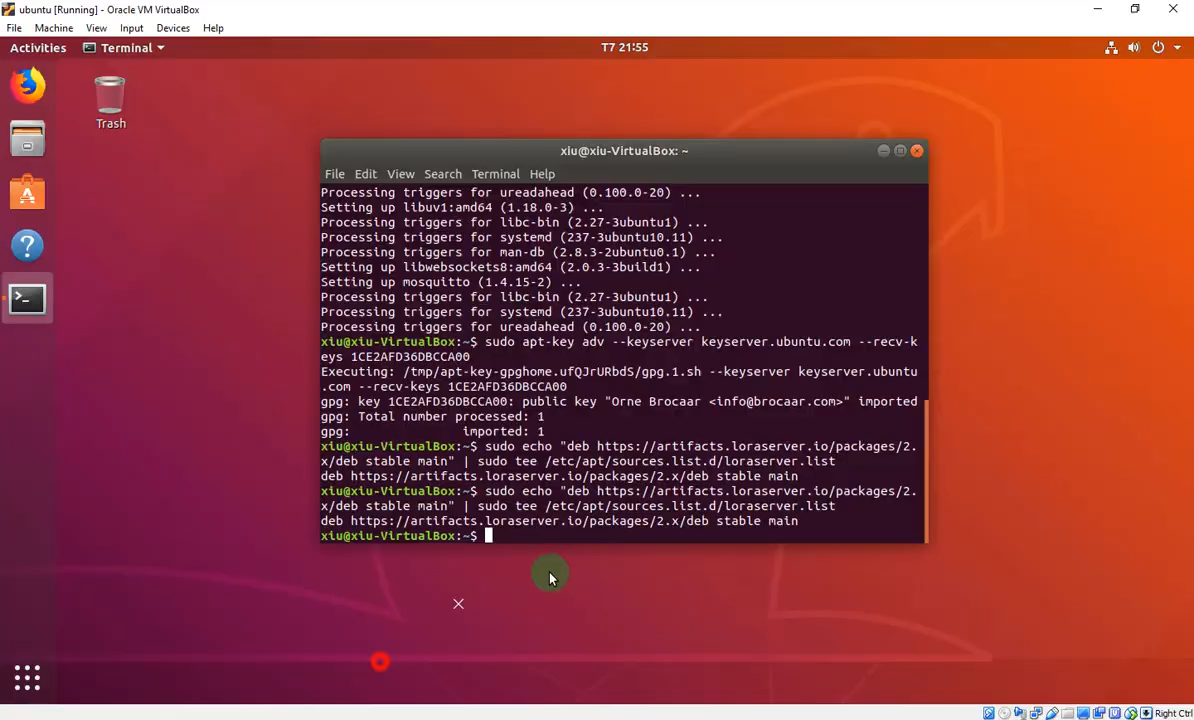 ubuntu [Running] - Oracle VM VirtualBox
File Machine View Input Devices Help
Activities Terminal T7 21:55
Trash
xiu@xiu-VirtualBox: ~
File Edit View Search Terminal Help
Processing triggers for ureadahead (0.100.0-20) ...
Setting up libuv1:amd64 (1.18.0-3) ...
Processing triggers for libc-bin (2.27-3ubuntu1) ...
Processing triggers for systemd (237-3ubuntu10.11) ...
Processing triggers for man-db (2.8.3-2ubuntu0.1) ...
Setting up libwebsockets8:amd64 (2.0.3-3build1) ...
Setting up mosquitto (1.4.15-2) ...
Processing triggers for libc-bin (2.27-3ubuntu1) ...
Processing triggers for systemd (237-3ubuntu10.11) ...
Processing triggers for ureadahead (0.100.0-20) ...
xiu@xiu-VirtualBox:~$ sudo apt-key adv --keyserver keyserver.ubuntu.com --recv-k
eys 1CE2AFD36DBCCA00
Executing: /tmp/apt-key-gpghome.ufQJrURbdS/gpg.1.sh --keyserver keyserver.ubuntu
.com --recv-keys 1CE2AFD36DBCCA00
gpg: key 1CE2AFD36DBCCA00: public key "Orne Brocaar <info@brocaar.com>" imported
gpg: Total number processed: 1
gpg: imported: 1
xiu@xiu-VirtualBox:~$ sudo echo "deb https://artifacts.loraserver.io/packages/2.
x/deb stable main" | sudo tee /etc/apt/sources.list.d/loraserver.list
deb https://artifacts.loraserver.io/packages/2.x/deb stable main
xiu@xiu-VirtualBox:~$ sudo echo "deb https://artifacts.loraserver.io/packages/2.
x/deb stable main" | sudo tee /etc/apt/sources.list.d/loraserver.list
deb https://artifacts.loraserver.io/packages/2.x/deb stable main
xiu@xiu-VirtualBox:~$
Right Ctrl